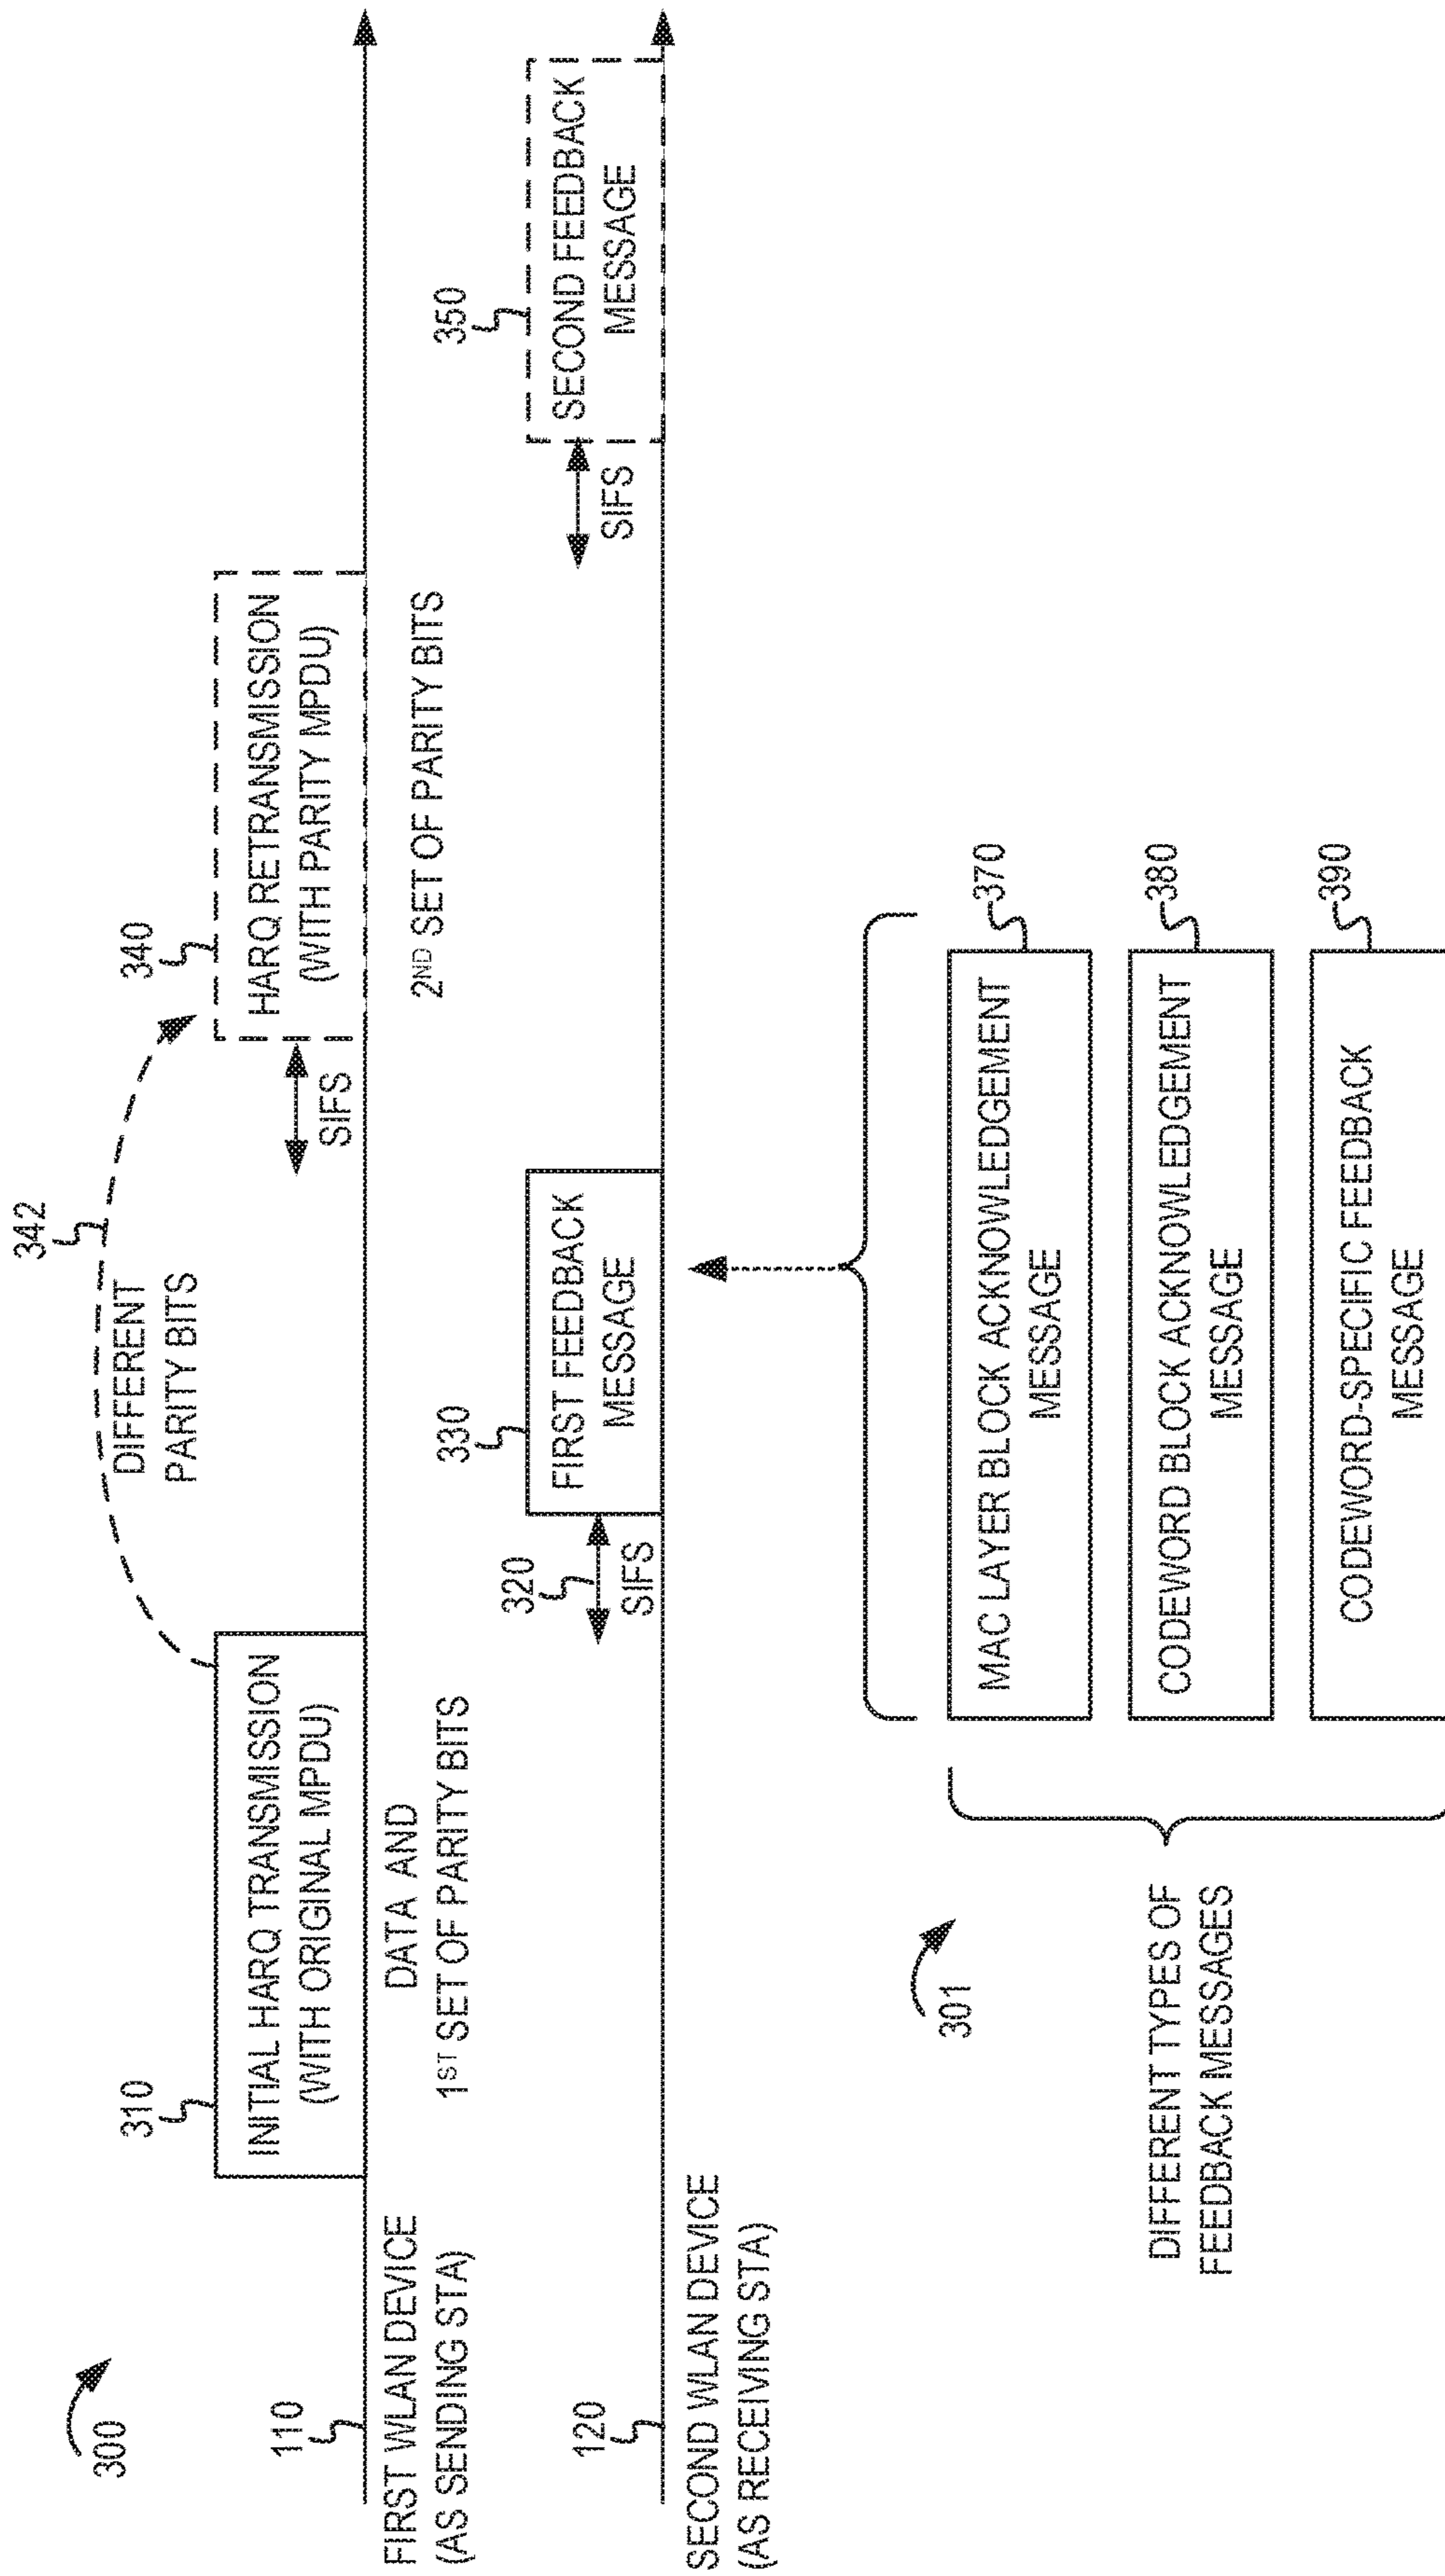 300
342
DIFFERENT
PARITY BITS
310
INITIAL HARQ TRANSMISSION
(WITH ORIGINAL MPDU)
340
HARQ RETRANSMISSION
(WITH PARITY MPDU)
SIFS
110
FIRST WLAN DEVICE
(AS SENDING STA)
DATA AND
1ST SET OF PARITY BITS
2ND SET OF PARITY BITS
320
SIFS
330
FIRST FEEDBACK
MESSAGE
350
SECOND FEEDBACK
MESSAGE
SIFS
120
SECOND WLAN DEVICE
(AS RECEIVING STA)
301
DIFFERENT TYPES OF
FEEDBACK MESSAGES
MAC LAYER BLOCK ACKNOWLEDGEMENT
MESSAGE
370
CODEWORD BLOCK ACKNOWLEDGEMENT
MESSAGE
380
CODEWORD-SPECIFIC FEEDBACK
MESSAGE
390